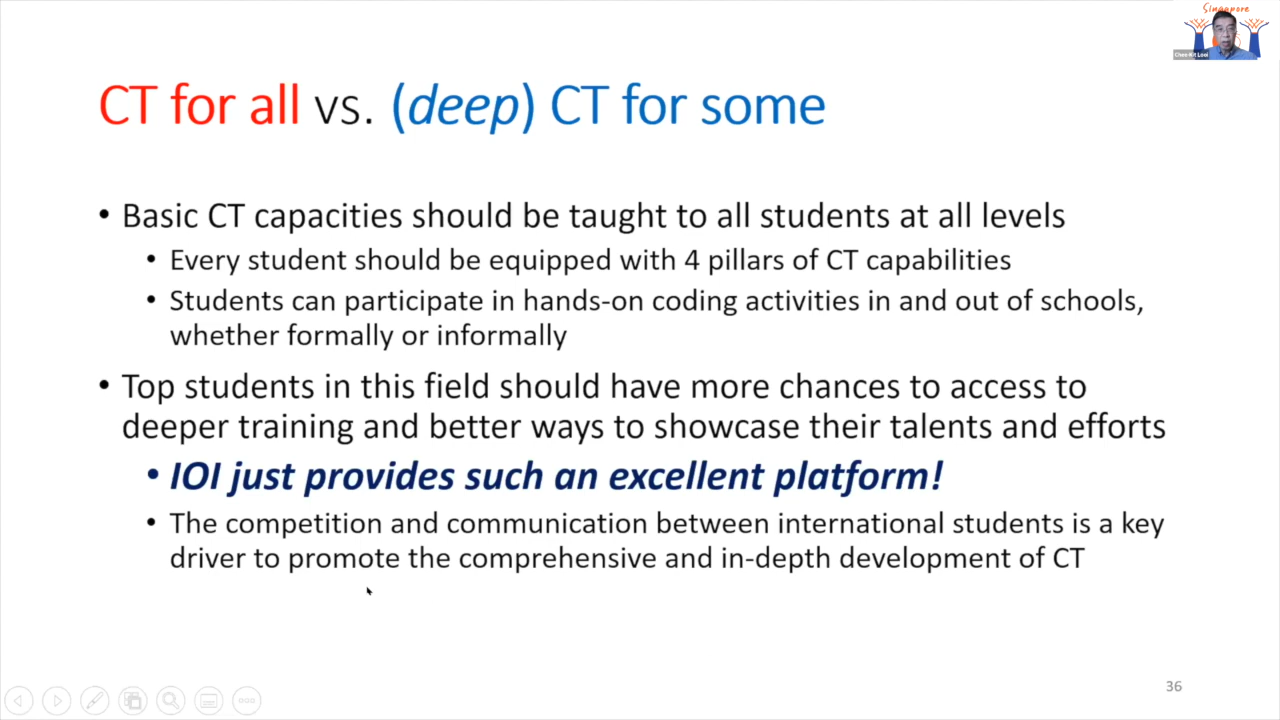 Singapore
Chee-Kit Looi
CT for all vs. (deep) CT for some
• Basic CT capacities should be taught to all students at all levels
• Every student should be equipped with 4 pillars of CT capabilities
• Students can participate in hands-on coding activities in and out of schools,
whether formally or informally
• Top students in this field should have more chances to access to
deeper training and better ways to showcase their talents and efforts
• IOI just provides such an excellent platform!
• The competition and communication between international students is a key
driver to promote the comprehensive and in-depth development of CT
36